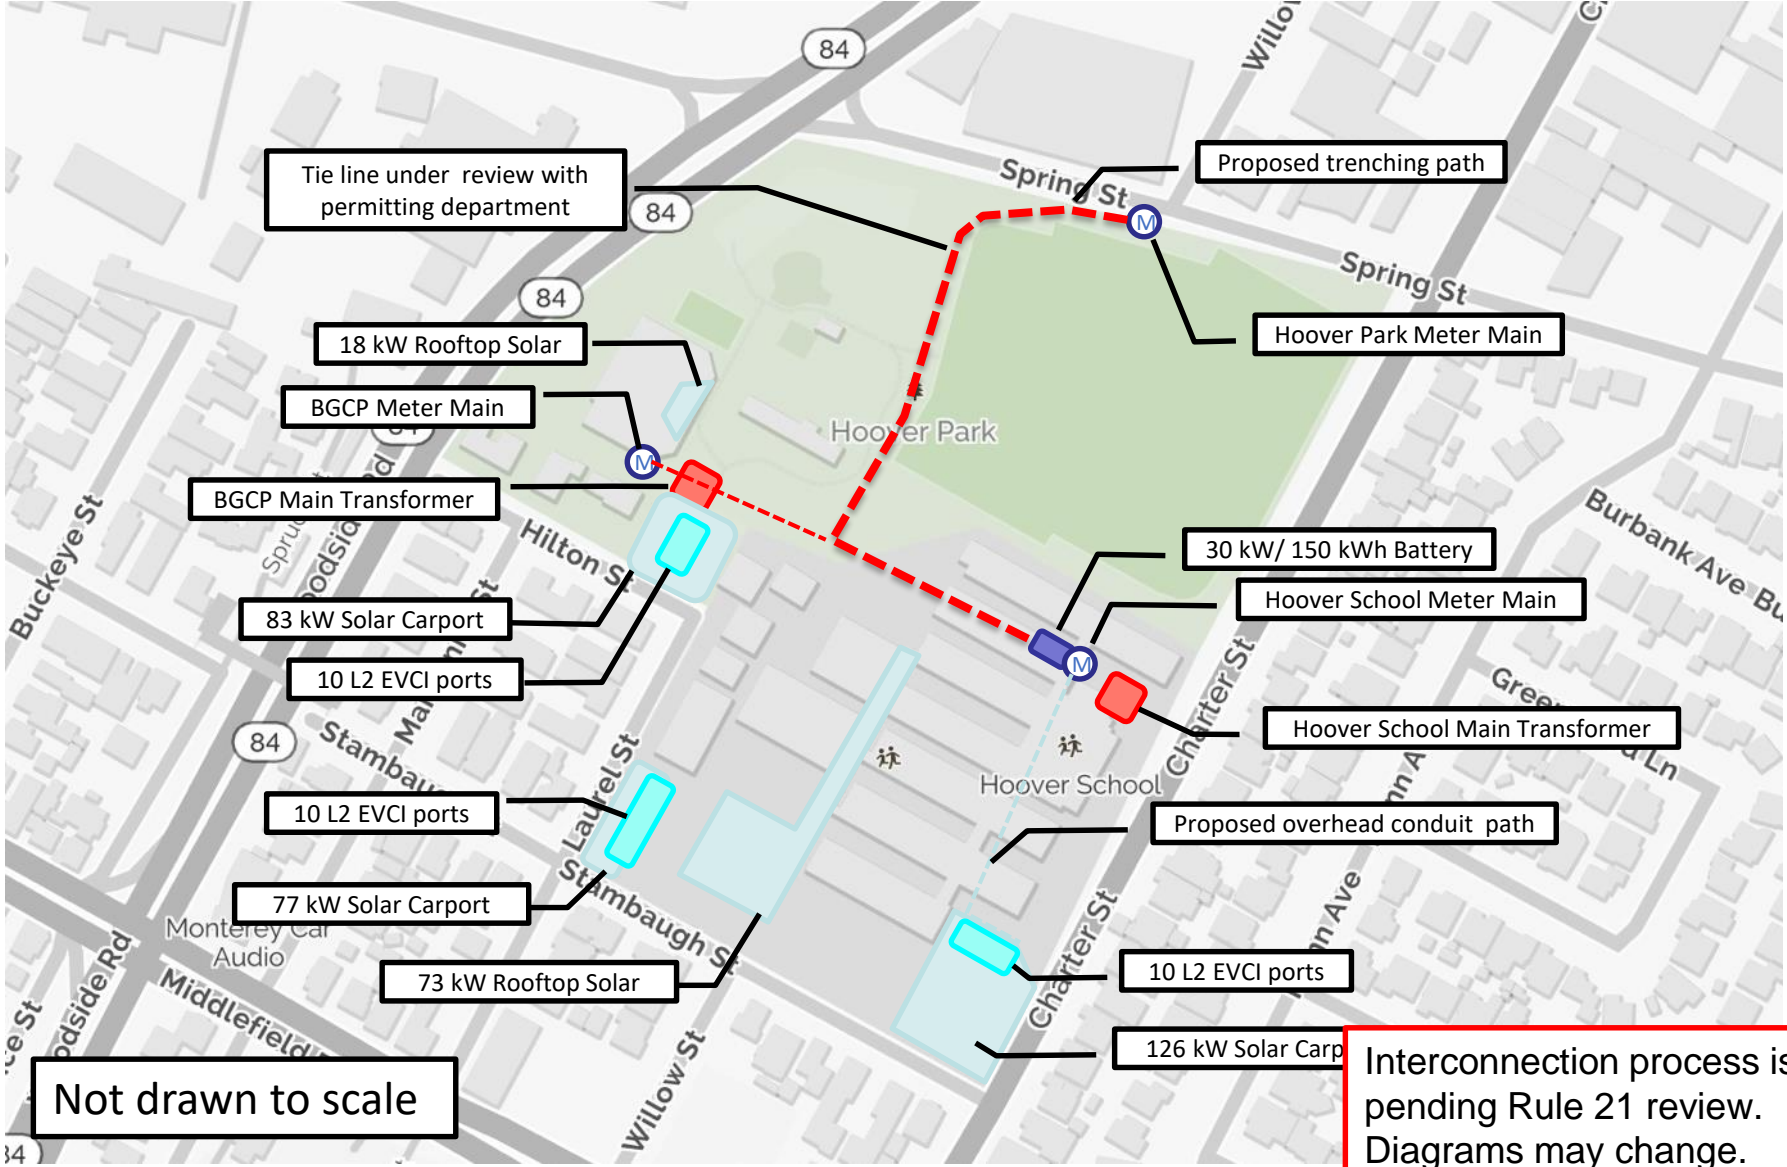 84
Willow
Spring St
Proposed trenching path
Tie line under review with
permitting department
84
M
Spring St
84
Hoover Park Meter Main
18 kW Rooftop Solar
BGCP Meter Main
Hoover Park
M
BGCP Main Transformer
Hilton St
Buckeye St
30 kW/ 150 kWh Battery
Burbank Ave
Hoover School Meter Main
83 kW Solar Carport
M
10 L2 EVCI ports
Charter St
Hoover School Main Transformer
84
Laurel St
Hoover School
10 L2 EVCI ports
Proposed overhead conduit path
77 kW Solar Carport
Stambaugh St
Monterey Car
Audio
73 kW Rooftop Solar
10 L2 EVCI ports
Charter St
Middlefield
Willow St
126 kW Solar Carp
Not drawn to scale
Interconnection process is
pending Rule 21 review.
Diagrams may change.